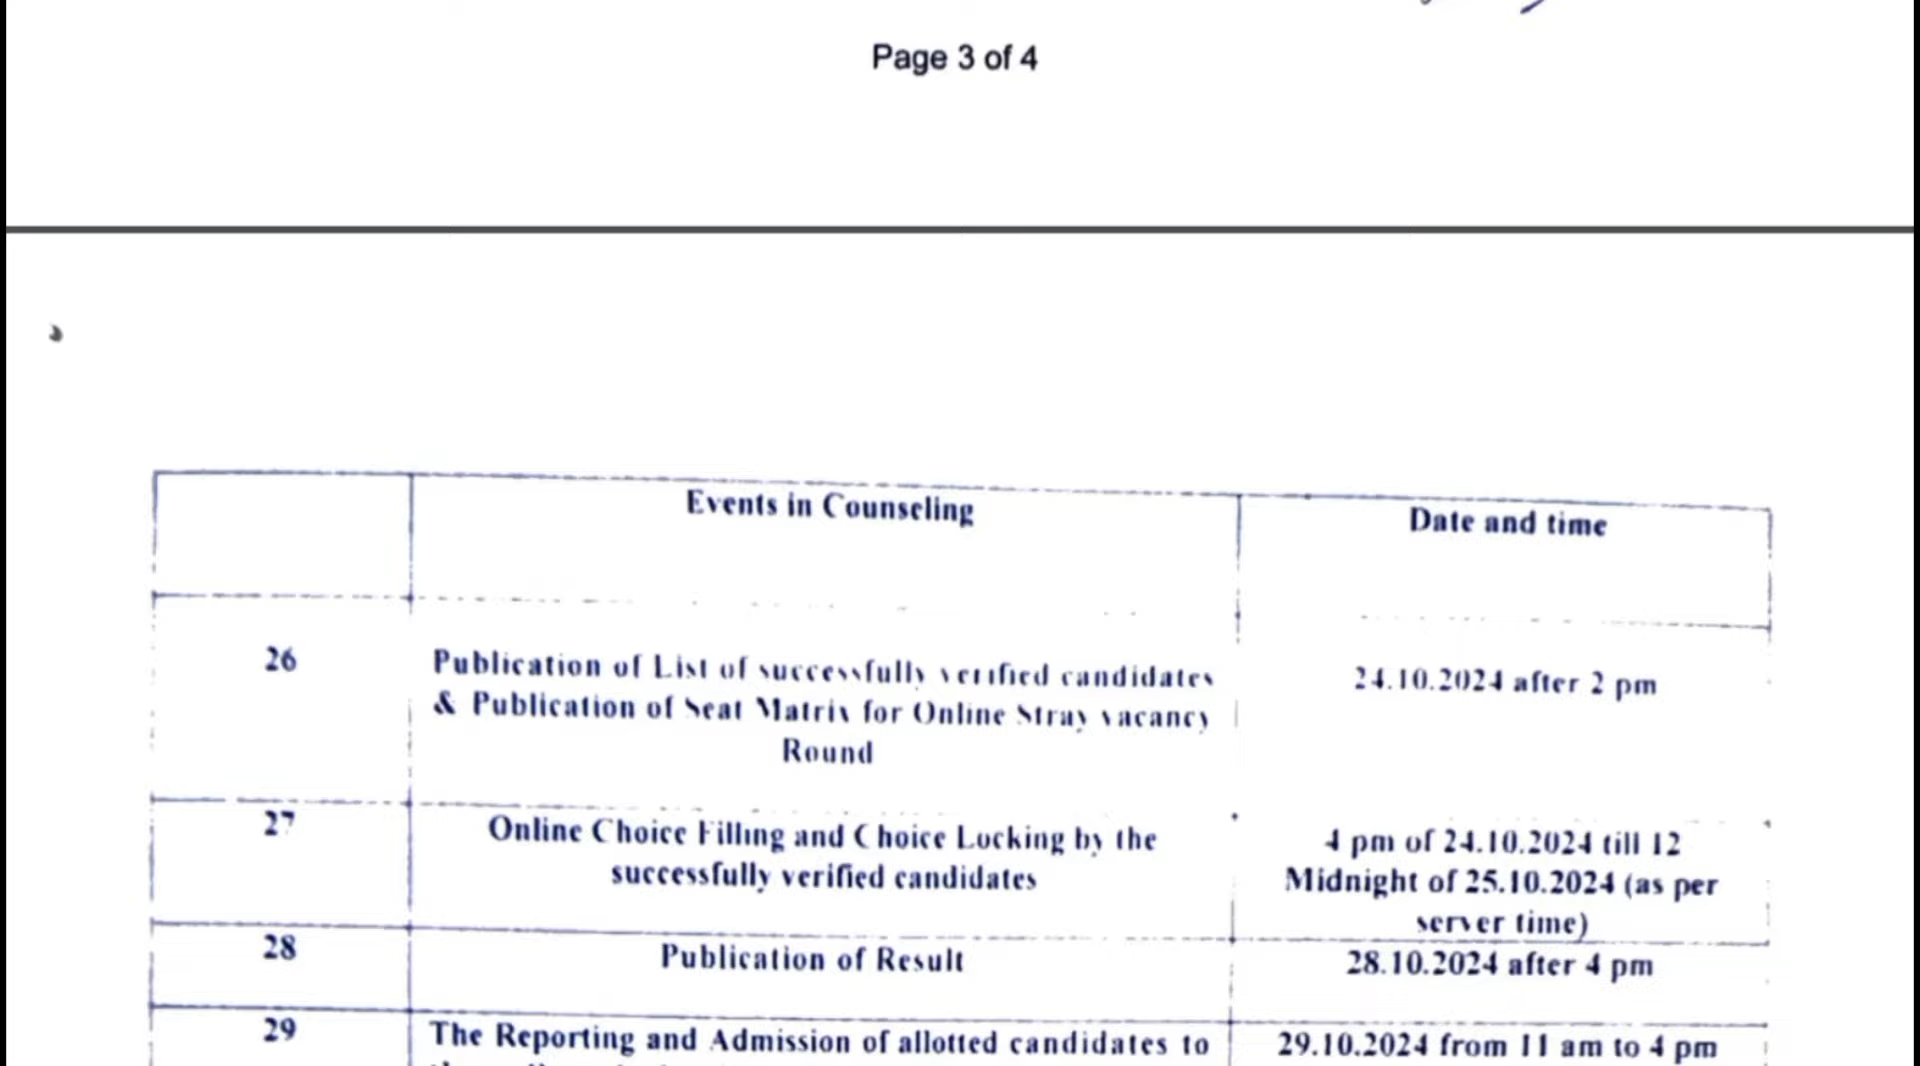 Page 3 of 4
Events in Counseling
Date and time
26
Publication of List of successfully verified candidates
& Publication of Seat Matrix for Online Stray vacancy
Round
24.10.2024 after 2 pm
27
Online Choice Filling and Choice Locking by the
successfully verified candidates
4 pm of 24.10.2024 till 12
Midnight of 25.10.2024 (as per
server time)
28
Publication of Result
28.10.2024 after 4 pm
29
The Reporting and Admission of allotted candidates to
29.10.2024 from 11 am to 4 pm